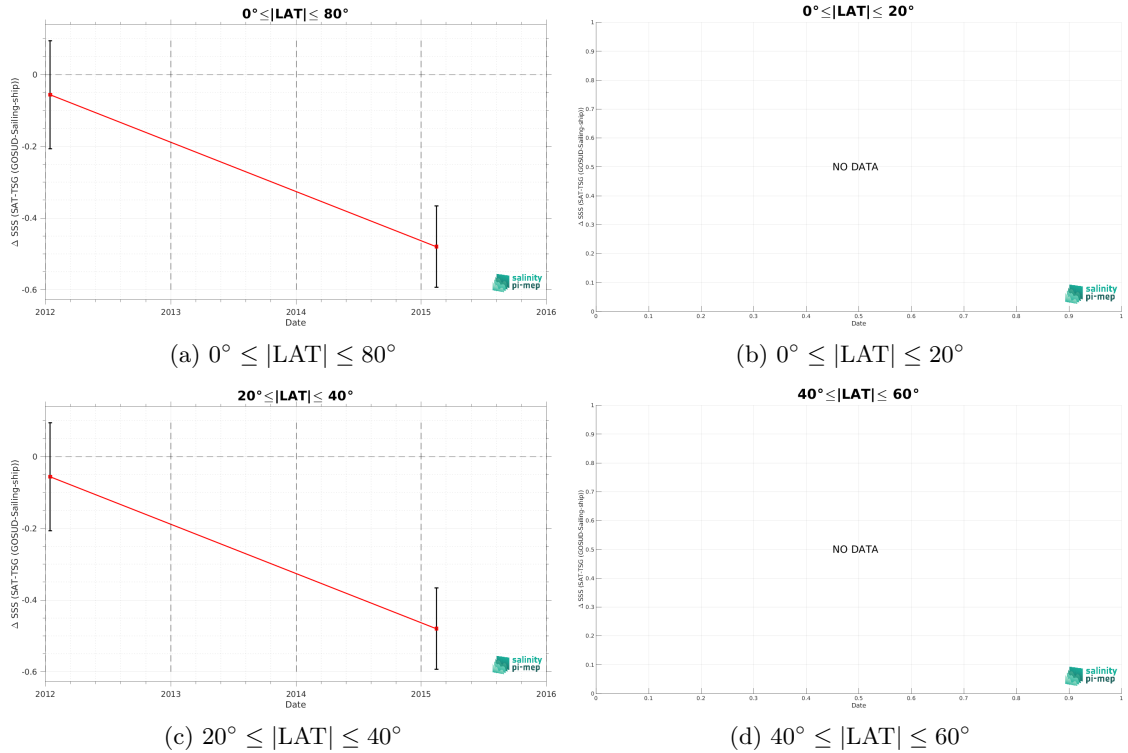 0°≤|LAT|≤ 80°
Δ SSS (SAT-TSG (GOSUD-Sailing-ship))
0
-0.2
-0.4
-0.6
2012 2013 2014 2015 2016
Date
salinity
pi-mep
(a) 0° ≤ |LAT| ≤ 80°
0°≤|LAT|≤ 20°
Δ SSS (SAT-TSG (GOSUD-Sailing-ship))
1
0.9
0.8
0.7
0.6
0.5
0.4
0.3
0.2
0.1
0
NO DATA
0 0.1 0.2 0.3 0.4 0.5 0.6 0.7 0.8 0.9 1
Date
salinity
pi-mep
(b) 0° ≤ |LAT| ≤ 20°
20°≤|LAT|≤ 40°
Δ SSS (SAT-TSG (GOSUD-Sailing-ship))
0
-0.2
-0.4
-0.6
2012 2013 2014 2015 2016
Date
salinity
pi-mep
(c) 20° ≤ |LAT| ≤ 40°
40°≤|LAT|≤ 60°
Δ SSS (SAT-TSG (GOSUD-Sailing-ship))
1
0.9
0.8
0.7
0.6
0.5
0.4
0.3
0.2
0.1
0
NO DATA
0 0.1 0.2 0.3 0.4 0.5 0.6 0.7 0.8 0.9 1
Date
salinity
pi-mep
(d) 40° ≤ |LAT| ≤ 60°